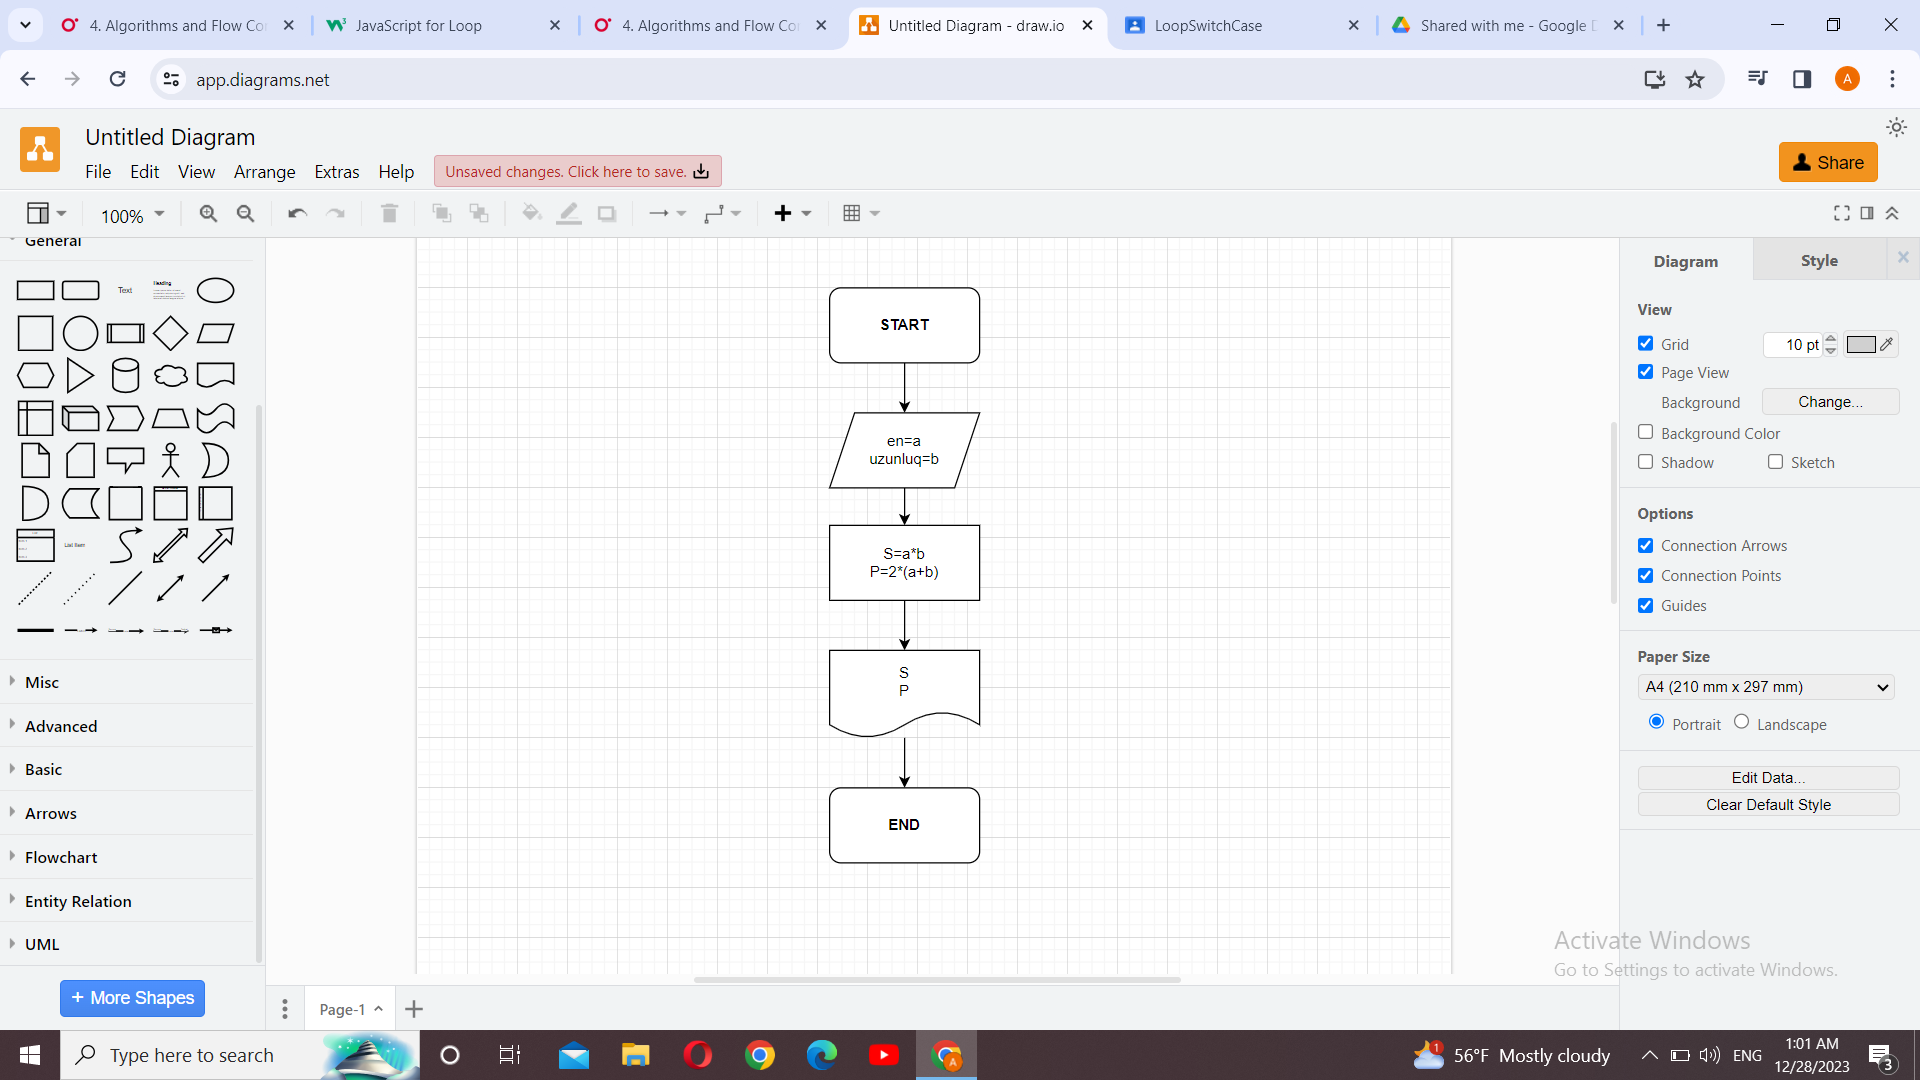 4. Algorithms and Flow Co
JavaScript for Loop
4. Algorithms and Flow Co
Untitled Diagram - draw.io
LoopSwitchCase
Shared with me - Google D
app.diagrams.net
A
Untitled Diagram
File Edit View Arrange Extras Help
Unsaved changes. Click here to save.
Share
100%
General
Text
Heading
List Item
Misc
Advanced
Basic
Arrows
Flowchart
Entity Relation
UML
+ More Shapes
START
en=a
uzunluq=b
S=a*b
P=2*(a+b)
S
P
END
Page-1
Diagram
Style
View
Grid
10 pt
Page View
Background
Change...
Background Color
Shadow
Sketch
Options
Connection Arrows
Connection Points
Guides
Paper Size
A4 (210 mm x 297 mm)
Portrait
Landscape
Edit Data...
Clear Default Style
Activate Windows
Go to Settings to activate Windows.
Type here to search
A
1
56°F Mostly cloudy
ENG
1:01 AM
12/28/2023
3